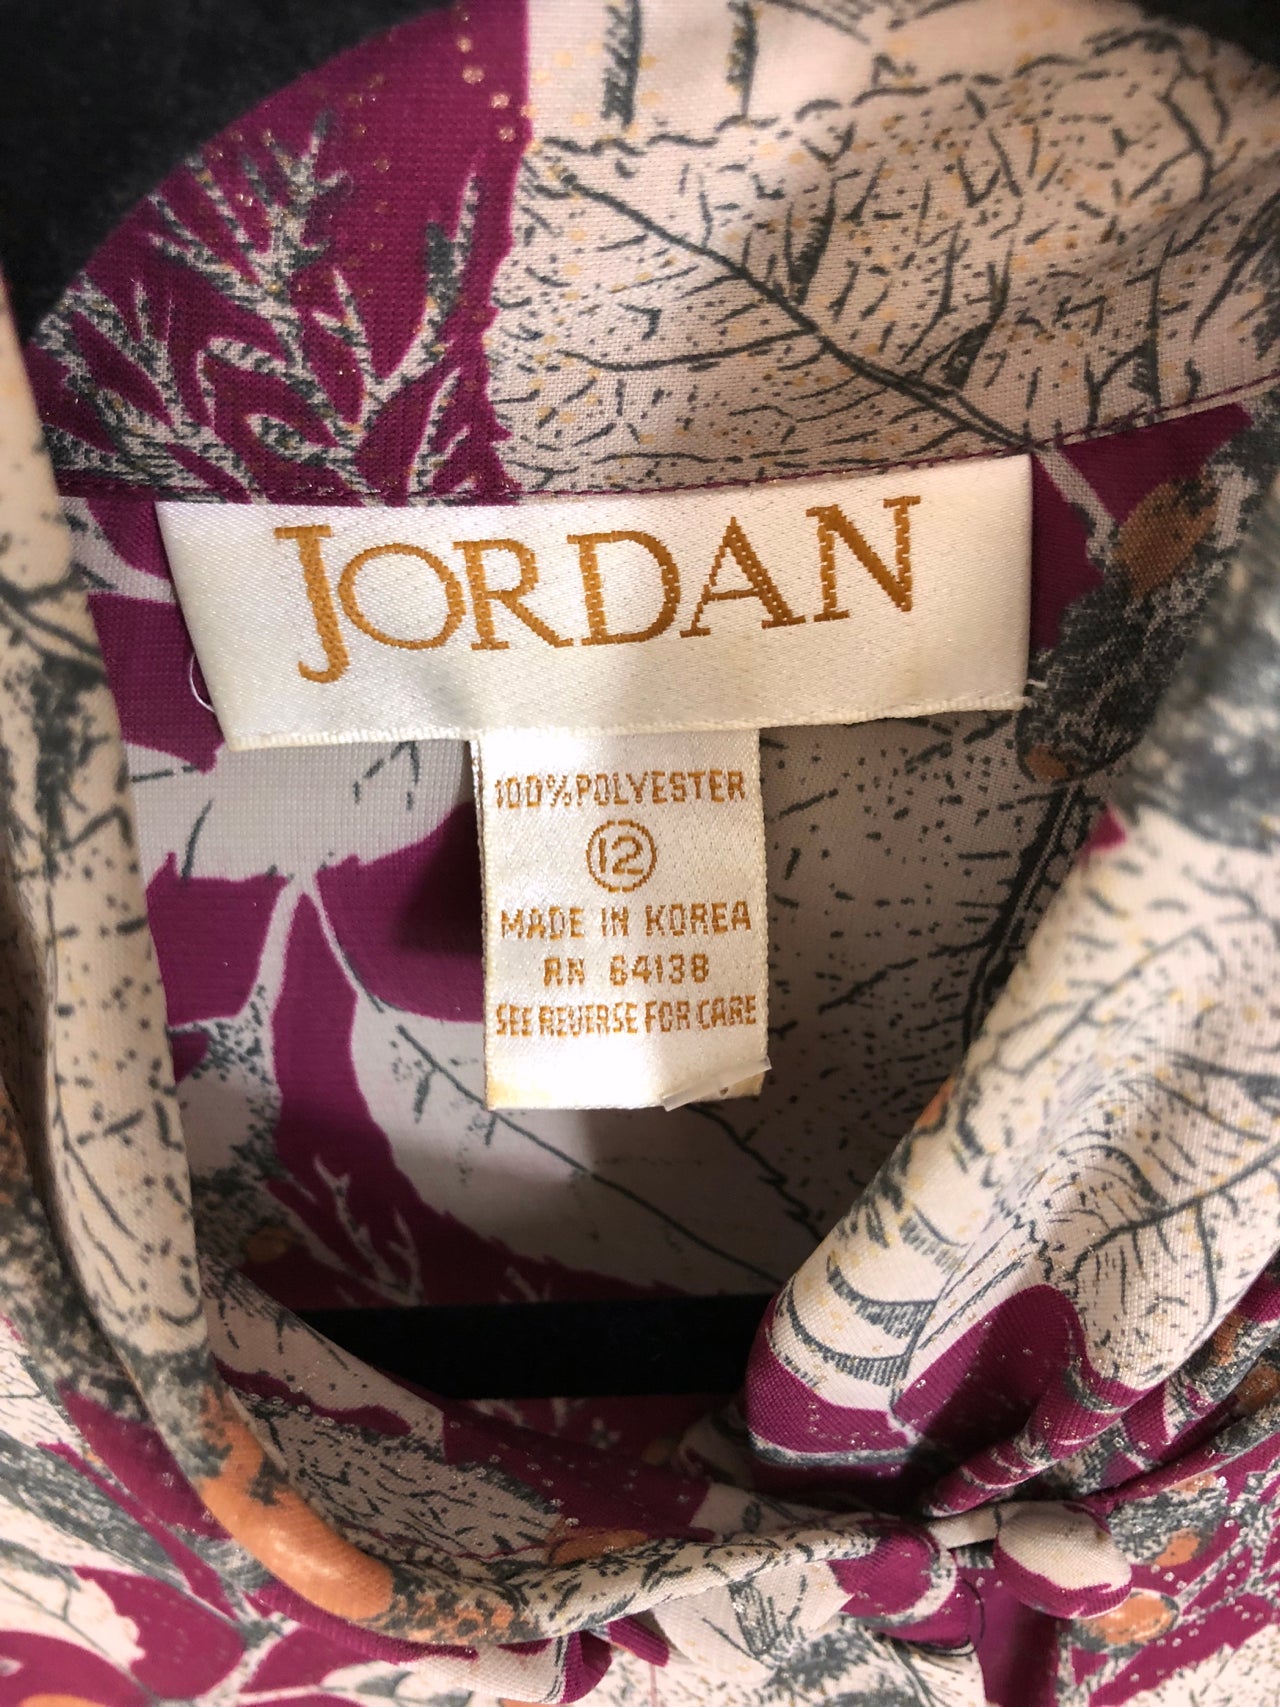 JORDAN
100% POLYESTER
12
MADE IN KOREA
RN 64138
SEE REVERSE FOR CARE